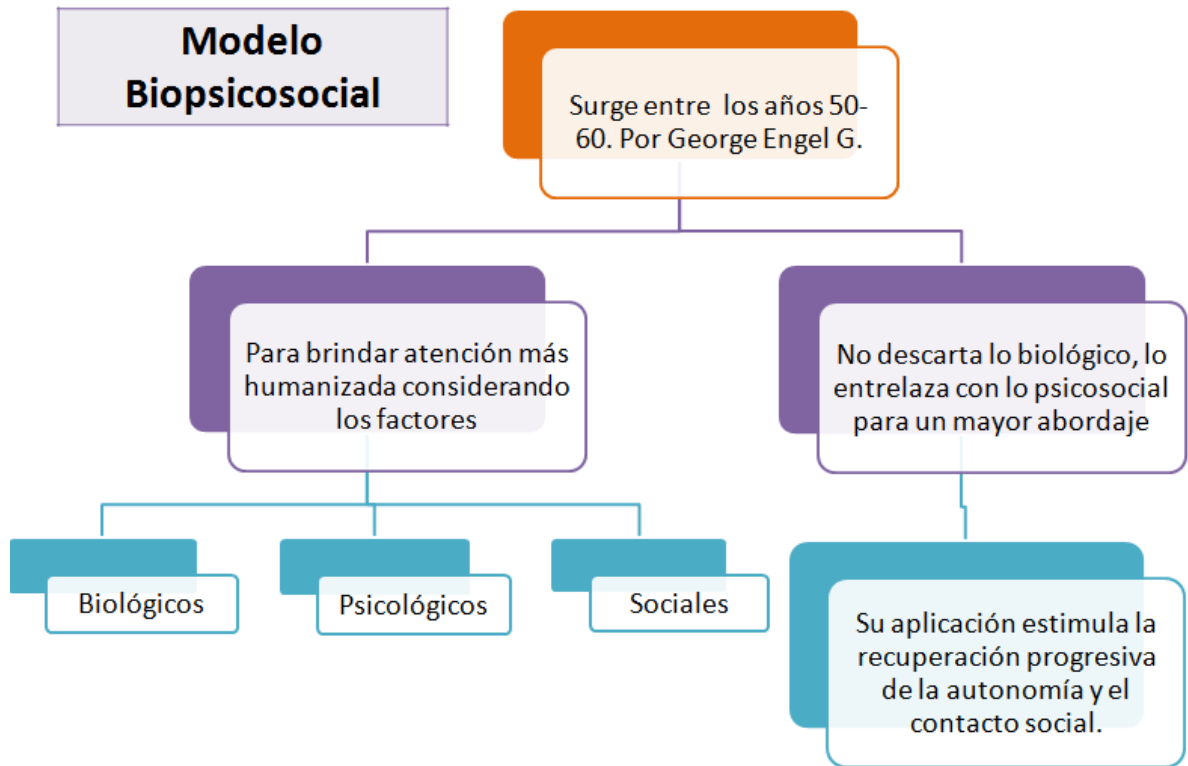 Modelo
Biopsicosocial
Surge entre los años 50-
60. Por George Engel G.
Para brindar atención más
humanizada considerando
los factores
No descarta lo biológico, lo
entrelaza con lo psicosocial
para un mayor abordaje
Biológicos
Psicológicos
Sociales
Su aplicación estimula la
recuperación progresiva
de la autonomía y el
contacto social.